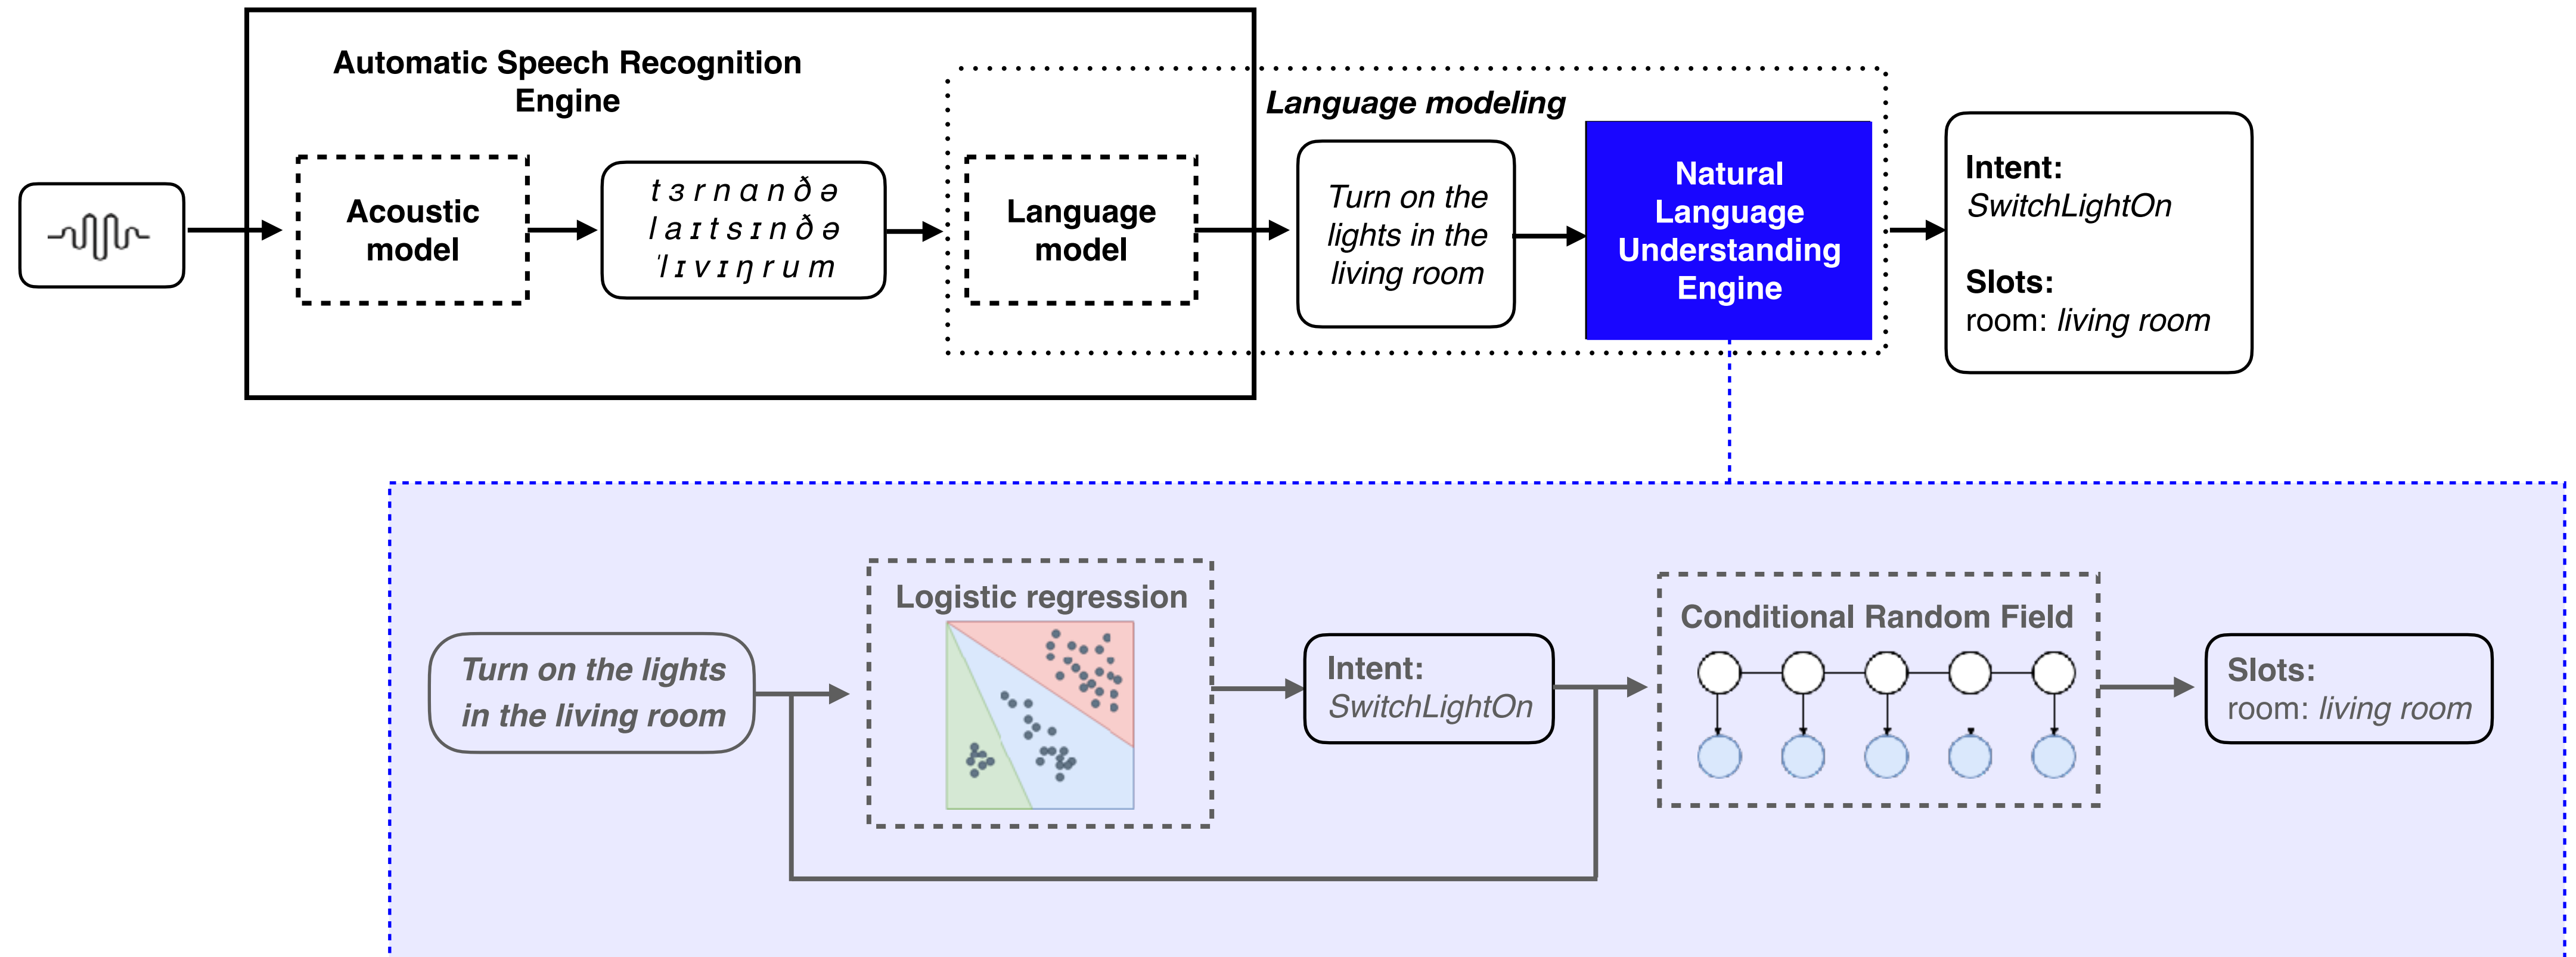 Automatic Speech Recognition
Engine
Language modeling
Acoustic
model
t ɜ r n ɑ n ð ə
l a ɪ t s ɪ n ð ə
ˈl ɪ v ɪ ŋ r u m
Language
model
Turn on the
lights in the
living room
Natural
Language
Understanding
Engine
Intent:
SwitchLightOn
Slots:
room: living room
Turn on the lights
in the living room
Logistic regression
Intent:
SwitchLightOn
Conditional Random Field
Slots:
room: living room